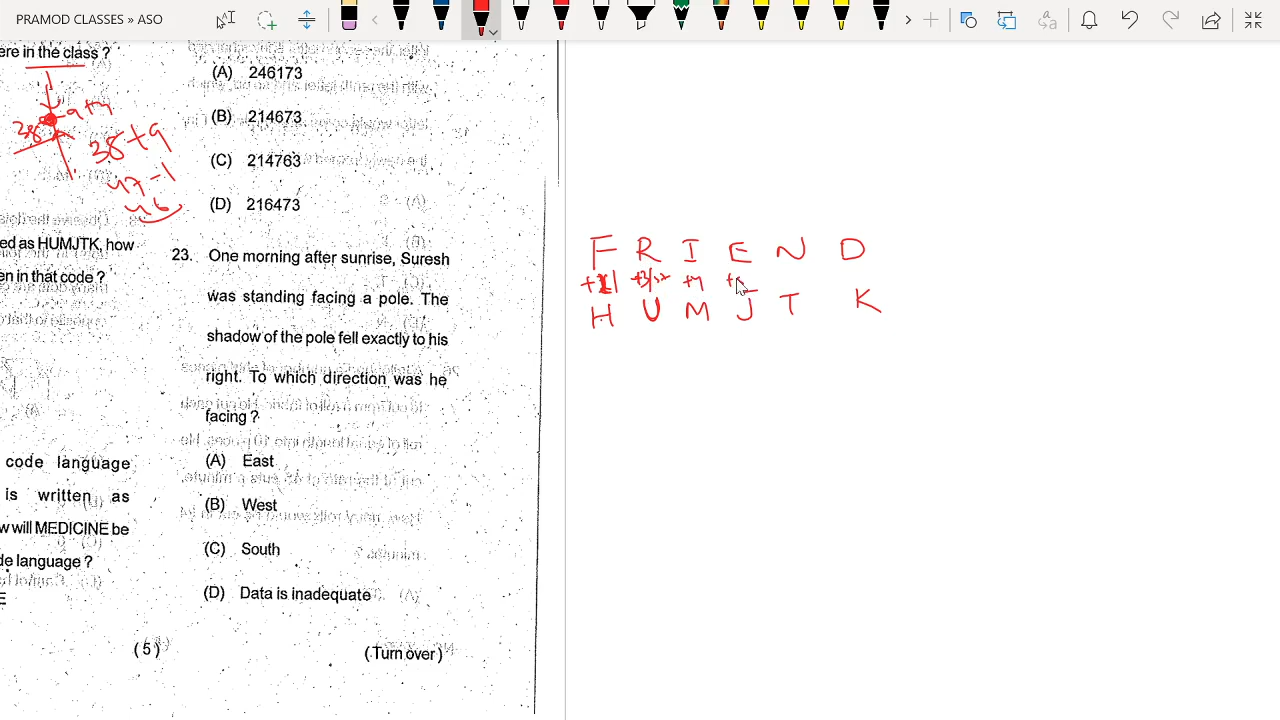 PRAMOD CLASSES » ASO
ere in the class ?
9th
38
38+9
47-1
46
ed as HUMJTK, how
en in that code ?
code language
is written as
w will MEDICINE be
de language ?
E
(A) 246173
(B) 214673
(C) 214763
(D) 216473
23. One morning after sunrise, Suresh
was standing facing a pole. The
shadow of the pole fell exactly to his
right. To which direction was he
facing ?
(A) East
(B) West
(C) South
(D) Data is inadequate
(5)
(Turn over)
F R I E N D
H U M J T K